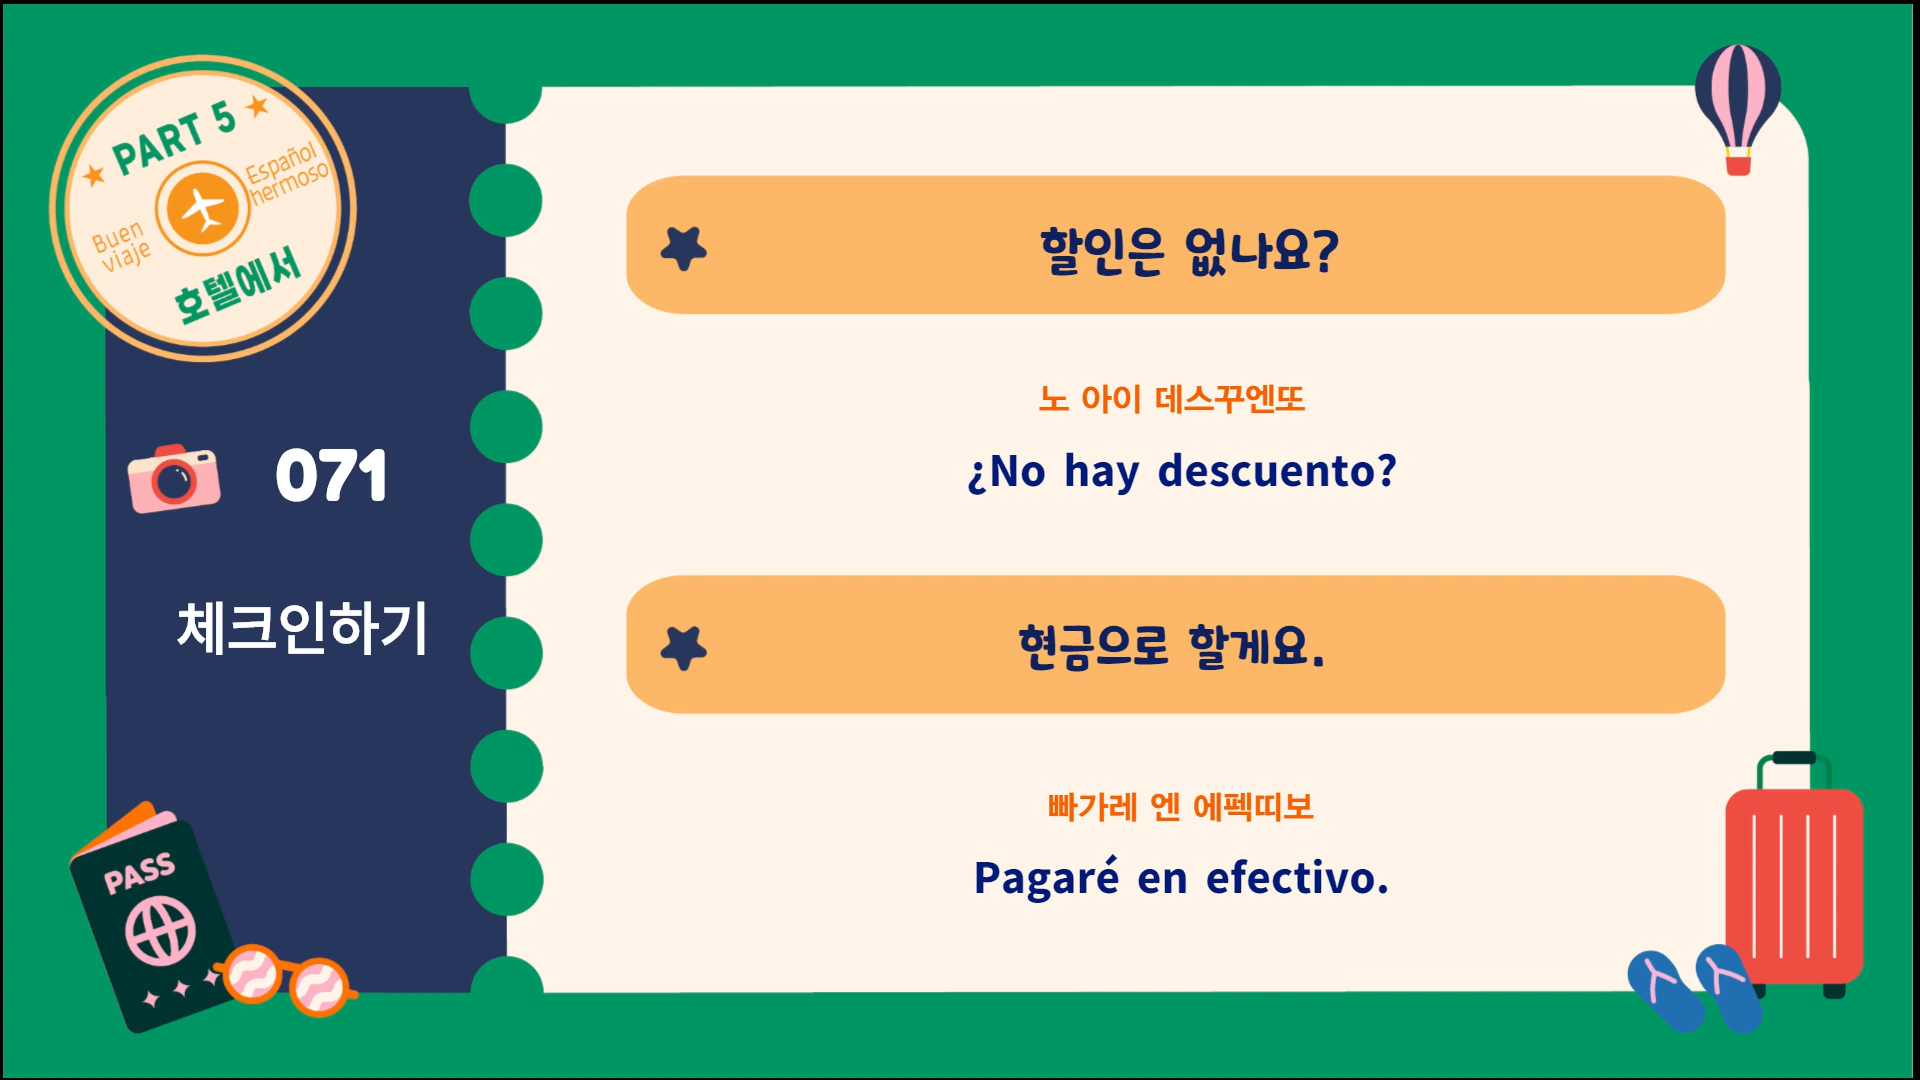 PART 5
Español
hermoso
Buen
viaje
호텔에서
071
체크인하기
할인은 없나요?
노 아이 데스꾸엔또
¿No hay descuento?
현금으로 할게요.
빠가레 엔 에펙띠보
Pagaré en efectivo.
PASS